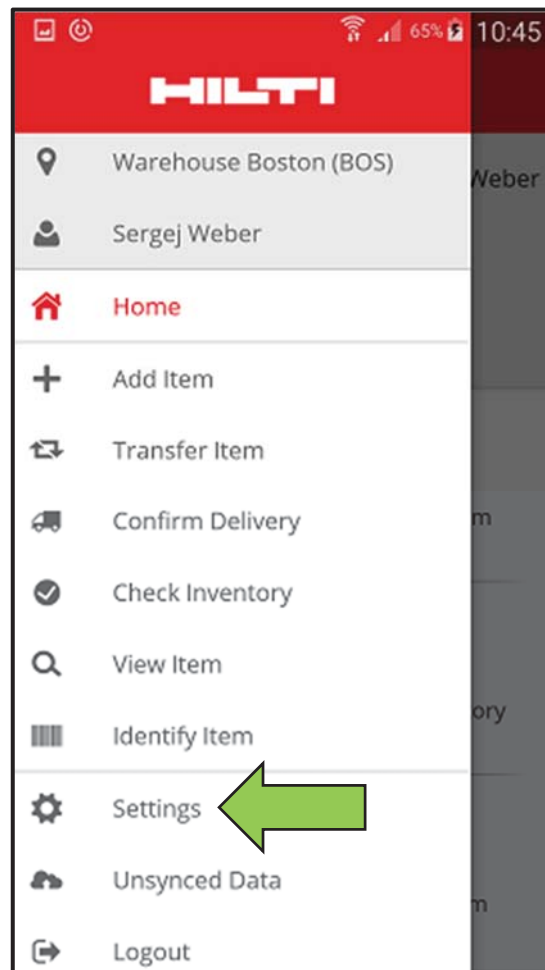 65% 10:45
HILTI
Warehouse Boston (BOS)
Weber
Sergej Weber
Home
Add Item
Transfer Item
Confirm Delivery
m
Check Inventory
View Item
ory
Identify Item
Settings
Unsynced Data
m
Logout